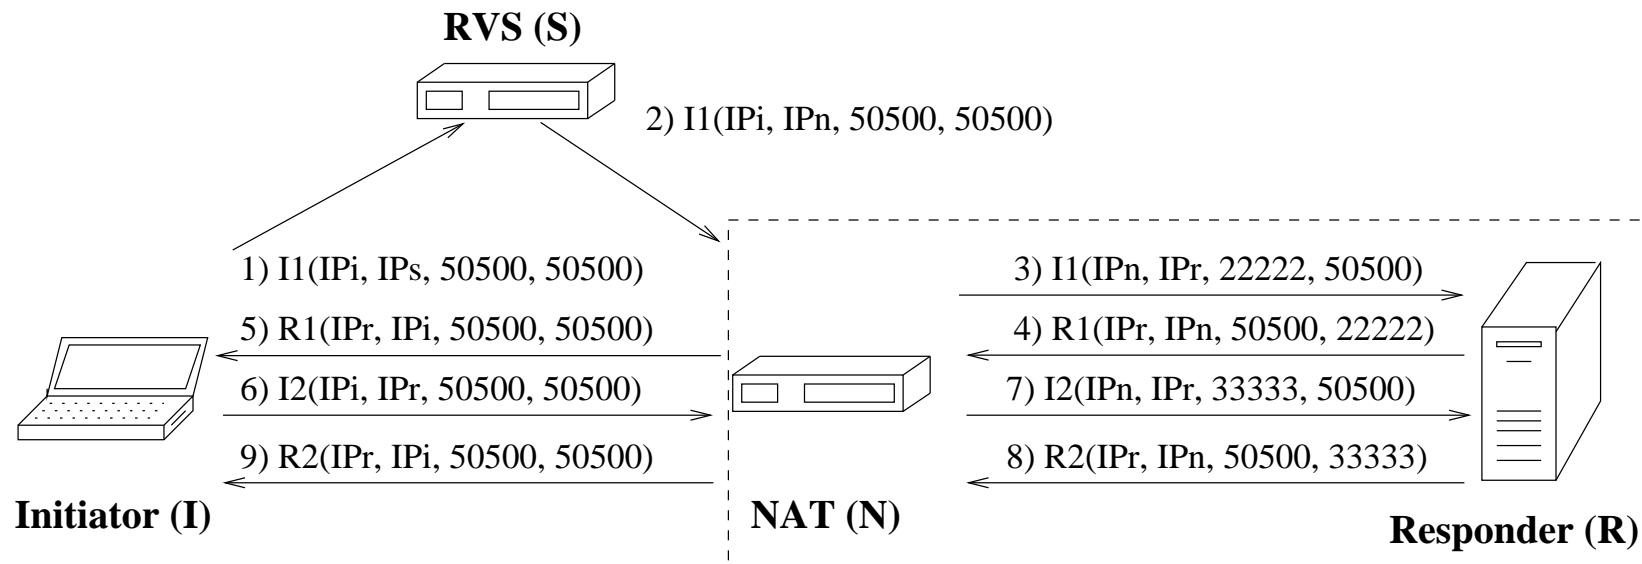 RVS (S)
2) I1(IPi, IPn, 50500, 50500)
1) I1(IPi, IPs, 50500, 50500)
3) I1(IPn, IPr, 22222, 50500)
5) R1(IPr, IPi, 50500, 50500)
4) R1(IPr, IPn, 50500, 22222)
6) I2(IPi, IPr, 50500, 50500)
7) I2(IPn, IPr, 33333, 50500)
9) R2(IPr, IPi, 50500, 50500)
8) R2(IPr, IPn, 50500, 33333)
Initiator (I)
NAT (N)
Responder (R)